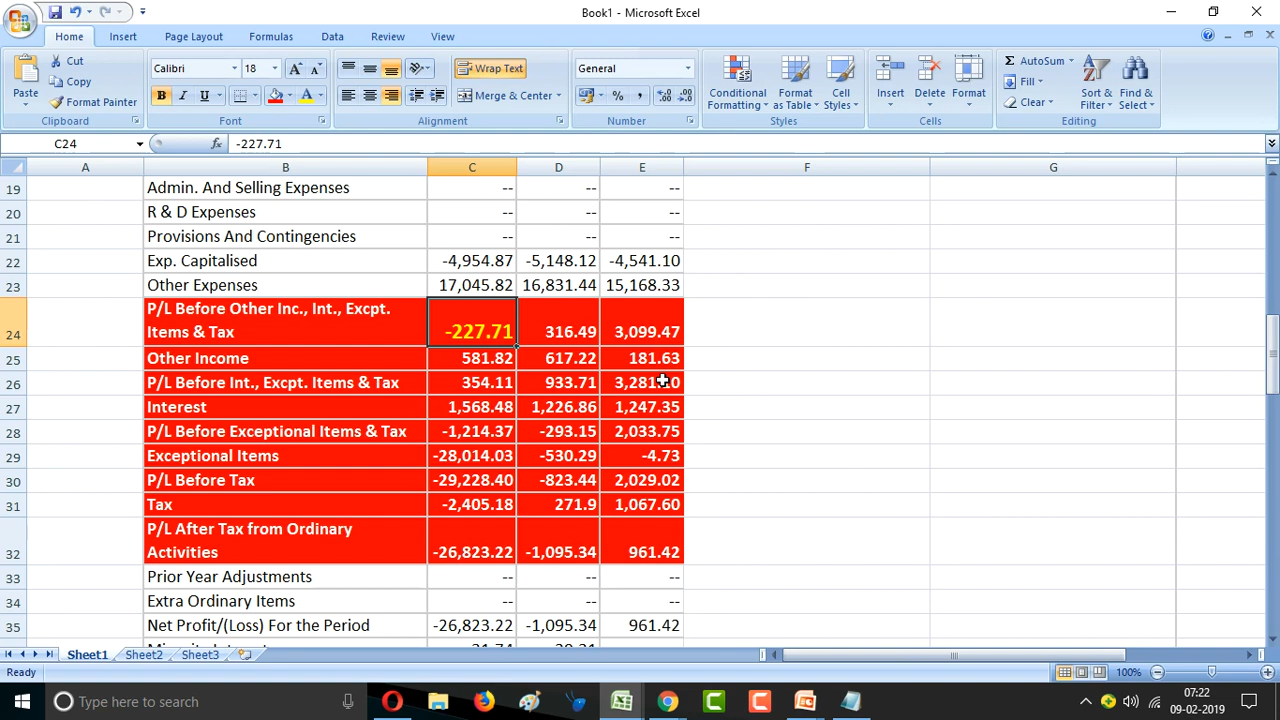 Book1 - Microsoft Excel
Home Insert Page Layout Formulas Data Review View
Paste
Cut
Copy
Format Painter
Clipboard
Calibri 18
B I U
Font
Wrap Text
Merge & Center
Alignment
General
Number
Conditional Formatting
Format as Table
Cell Styles
Styles
Insert
Delete
Format
Cells
AutoSum
Fill
Clear
Sort & Filter
Find & Select
Editing
C24 fx -227.71
A B C D E F G
19 Admin. And Selling Expenses -- -- --
20 R & D Expenses -- -- --
21 Provisions And Contingencies -- -- --
22 Exp. Capitalised -4,954.87 -5,148.12 -4,541.10
23 Other Expenses 17,045.82 16,831.44 15,168.33
P/L Before Other Inc., Int., Excpt.
24 Items & Tax -227.71 316.49 3,099.47
25 Other Income 581.82 617.22 181.63
26 P/L Before Int., Excpt. Items & Tax 354.11 933.71
27 Interest 1,568.48 1,226.86 1,247.35
28 P/L Before Exceptional Items & Tax -1,214.37 -293.15 2,033.75
29 Exceptional Items -28,014.03 -530.29 -4.73
30 P/L Before Tax -29,228.40 -823.44 2,029.02
31 Tax -2,405.18 271.9 1,067.60
P/L After Tax from Ordinary
32 Activities -26,823.22 -1,095.34 961.42
33 Prior Year Adjustments -- -- --
34 Extra Ordinary Items -- -- --
35 Net Profit/(Loss) For the Period -26,823.22 -1,095.34 961.42
Sheet1 Sheet2 Sheet3
Ready 100%
Type here to search
07:22
09-02-2019